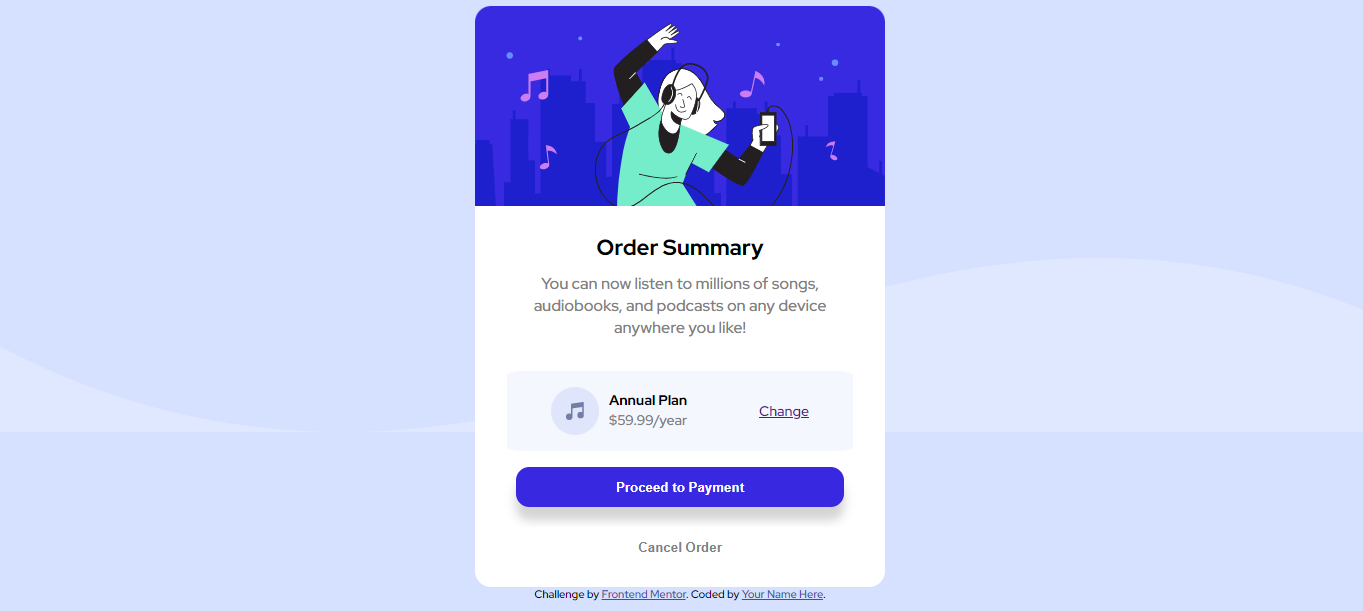 Order Summary
You can now listen to millions of songs,
audiobooks, and podcasts on any device
anywhere you like!
Annual Plan
$59.99/year
Change
Proceed to Payment
Cancel Order
Challenge by Frontend Mentor. Coded by Your Name Here.